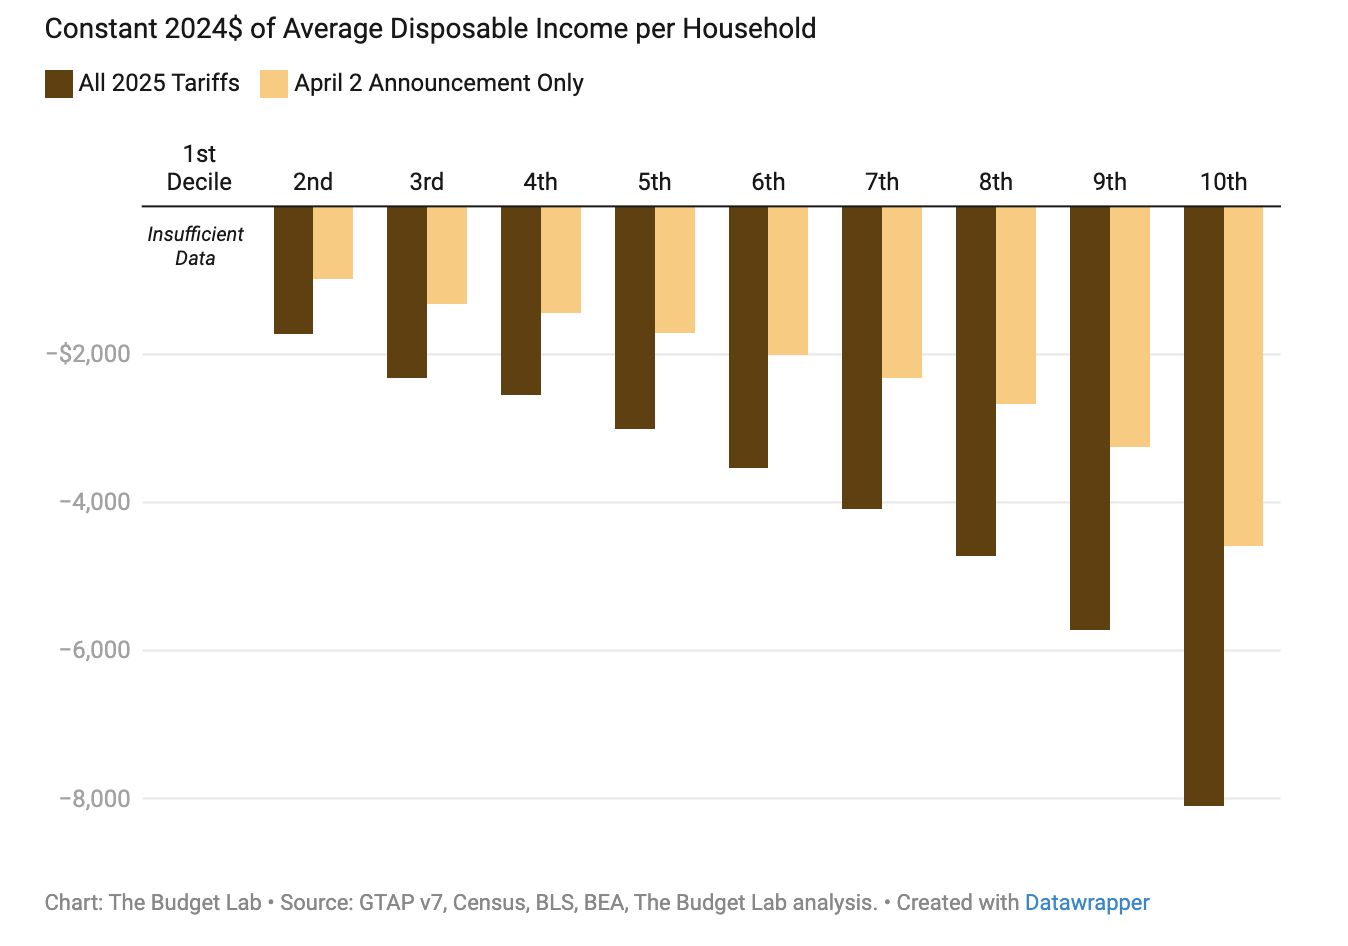 Constant 2024$ of Average Disposable Income per Household
All 2025 Tariffs April 2 Announcement Only
1st
Decile 2nd 3rd 4th 5th 6th 7th 8th 9th 10th
Insufficient
Data
−$2,000
−4,000
−6,000
−8,000
Chart: The Budget Lab • Source: GTAP v7, Census, BLS, BEA, The Budget Lab analysis. • Created with Datawrapper